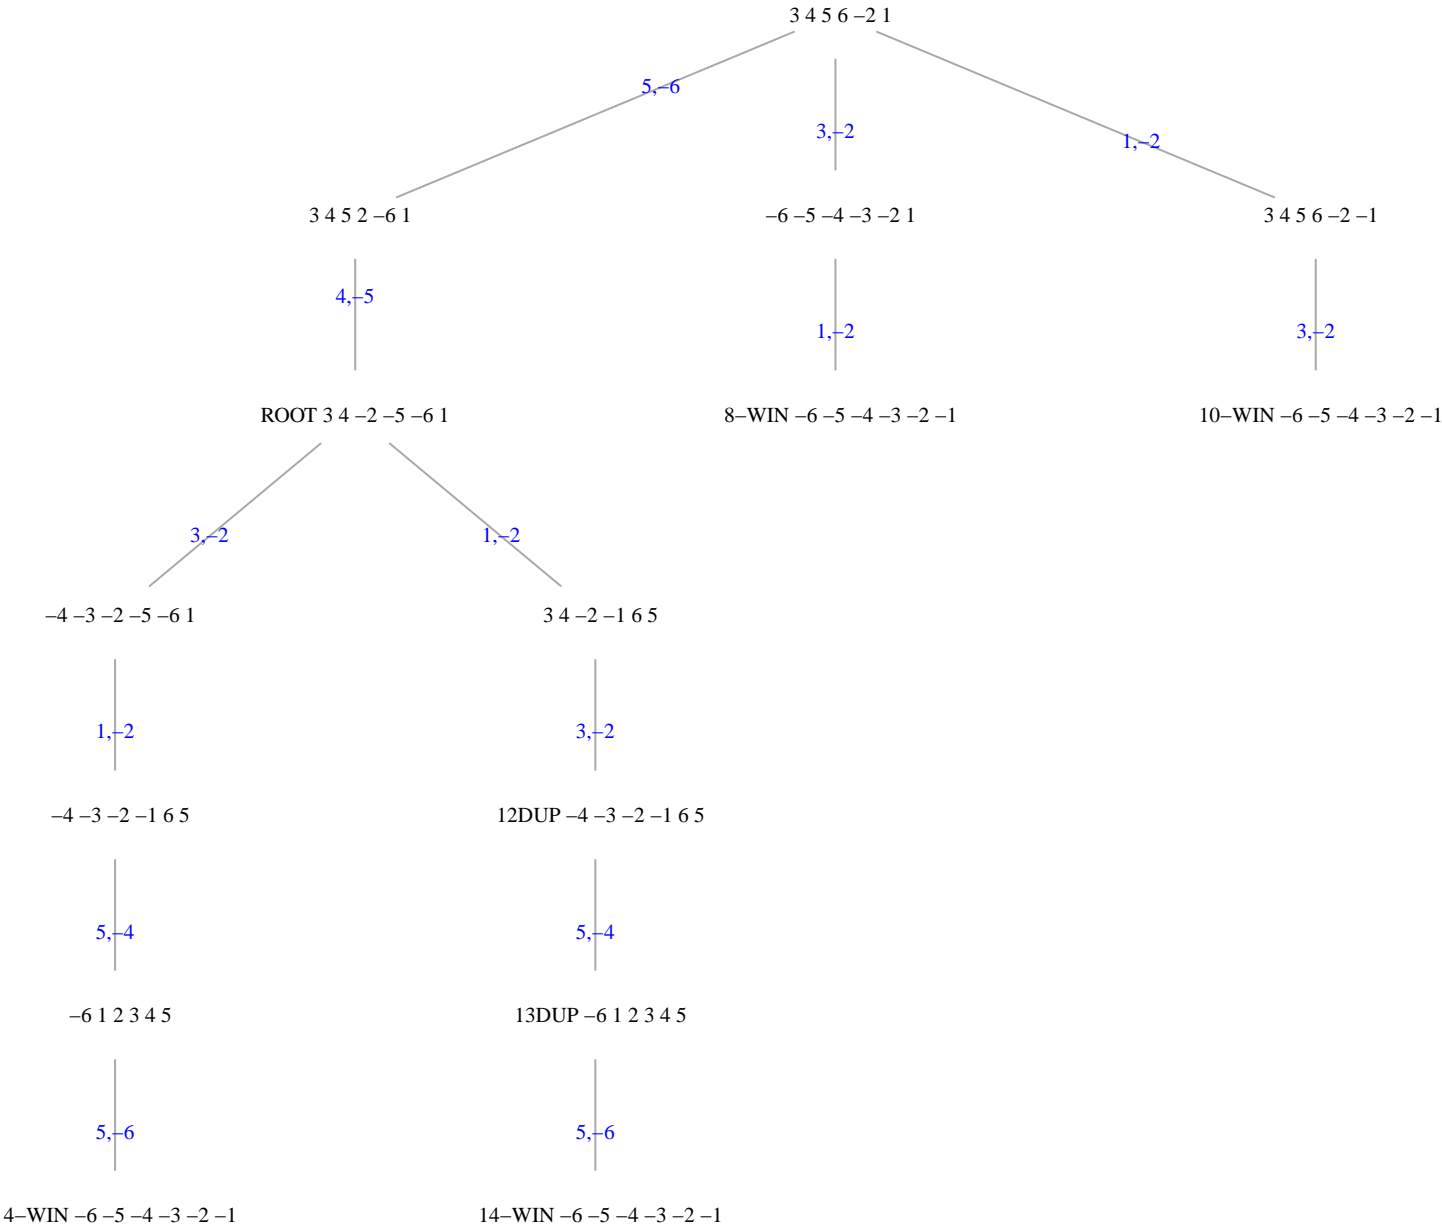 3 4 5 6 –2 1
5,–6
3,–2
1,–2
3 4 5 2 –6 1
–6 –5 –4 –3 –2 1
3 4 5 6 –2 –1
4,–5
1,–2
3,–2
ROOT 3 4 –2 –5 –6 1
8–WIN –6 –5 –4 –3 –2 –1
10–WIN –6 –5 –4 –3 –2 –1
3,–2
1,–2
–4 –3 –2 –5 –6 1
3 4 –2 –1 6 5
1,–2
3,–2
–4 –3 –2 –1 6 5
12DUP –4 –3 –2 –1 6 5
5,–4
5,–4
–6 1 2 3 4 5
13DUP –6 1 2 3 4 5
5,–6
5,–6
4–WIN –6 –5 –4 –3 –2 –1
14–WIN –6 –5 –4 –3 –2 –1